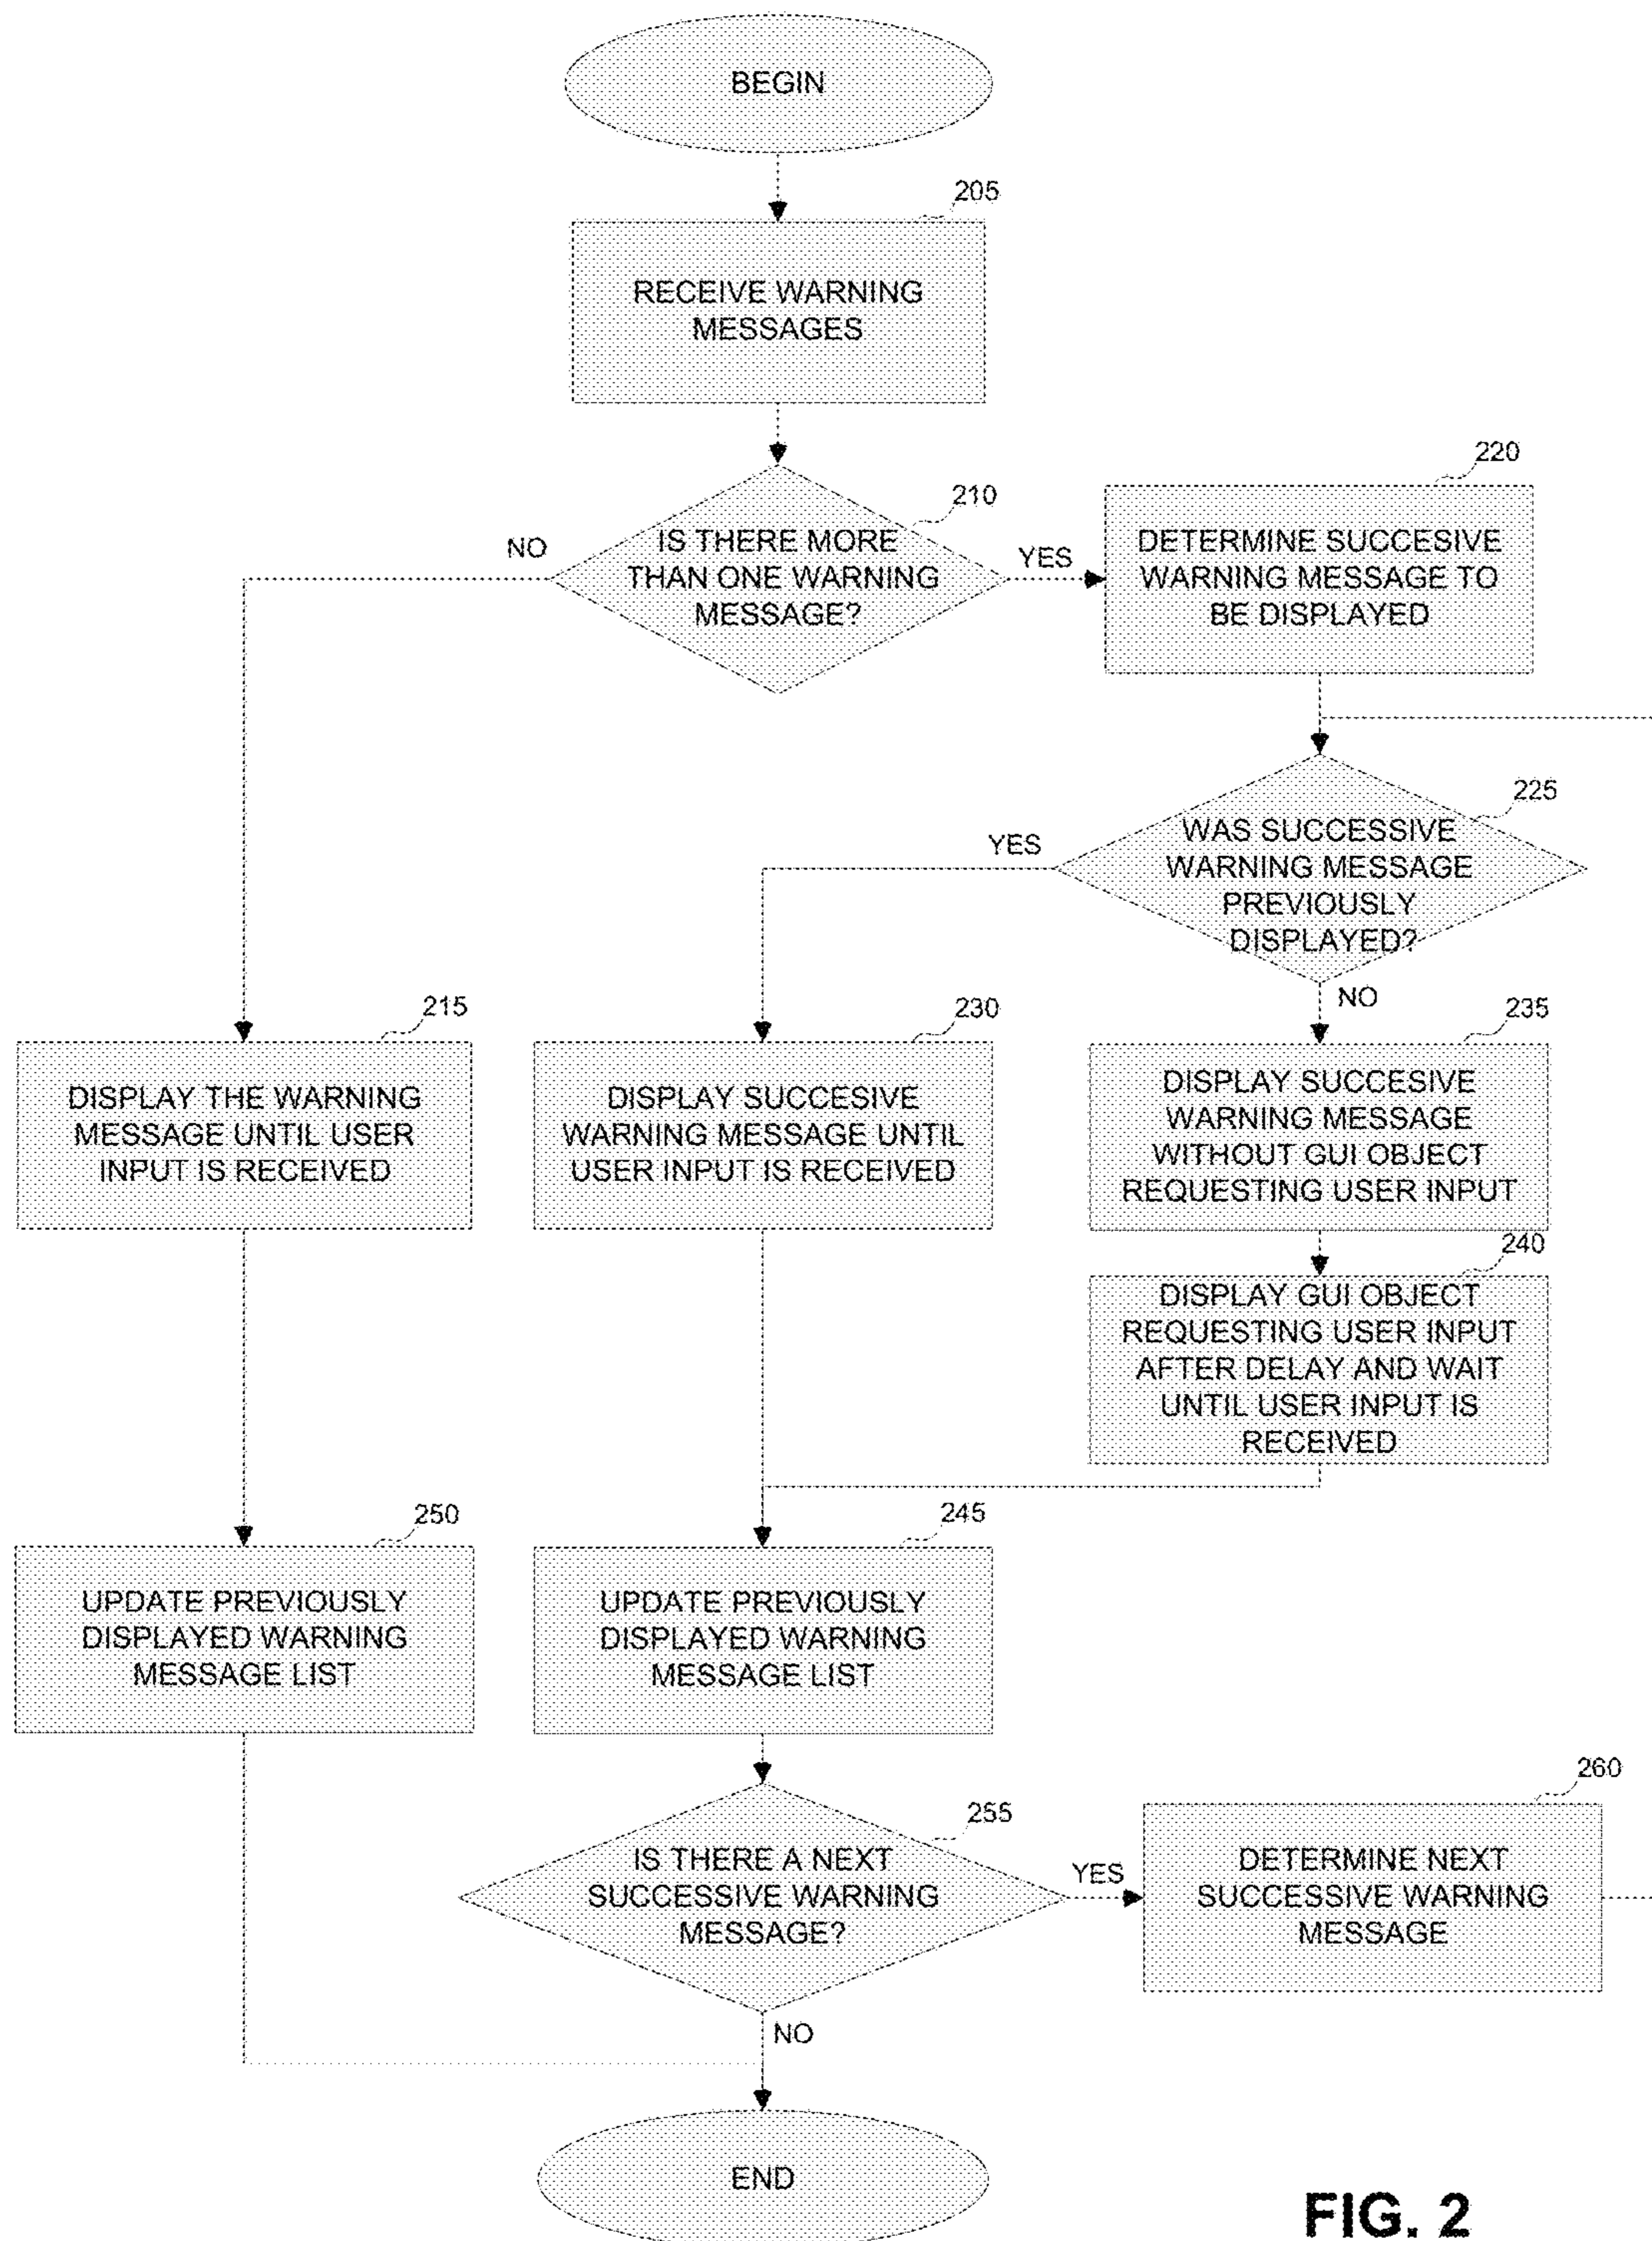 BEGIN
205
RECEIVE WARNING
MESSAGES
210
IS THERE MORE
THAN ONE WARNING
MESSAGE?
NO
YES
220
DETERMINE SUCCESIVE
WARNING MESSAGE TO
BE DISPLAYED
225
WAS SUCCESSIVE
WARNING MESSAGE
PREVIOUSLY
DISPLAYED?
YES
NO
215
DISPLAY THE WARNING
MESSAGE UNTIL USER
INPUT IS RECEIVED
230
DISPLAY SUCCESIVE
WARNING MESSAGE UNTIL
USER INPUT IS RECEIVED
235
DISPLAY SUCCESIVE
WARNING MESSAGE
WITHOUT GUI OBJECT
REQUESTING USER INPUT
240
DISPLAY GUI OBJECT
REQUESTING USER INPUT
AFTER DELAY AND WAIT
UNTIL USER INPUT IS
RECEIVED
250
UPDATE PREVIOUSLY
DISPLAYED WARNING
MESSAGE LIST
245
UPDATE PREVIOUSLY
DISPLAYED WARNING
MESSAGE LIST
255
IS THERE A NEXT
SUCCESSIVE WARNING
MESSAGE?
YES
NO
260
DETERMINE NEXT
SUCCESSIVE WARNING
MESSAGE
END
FIG. 2